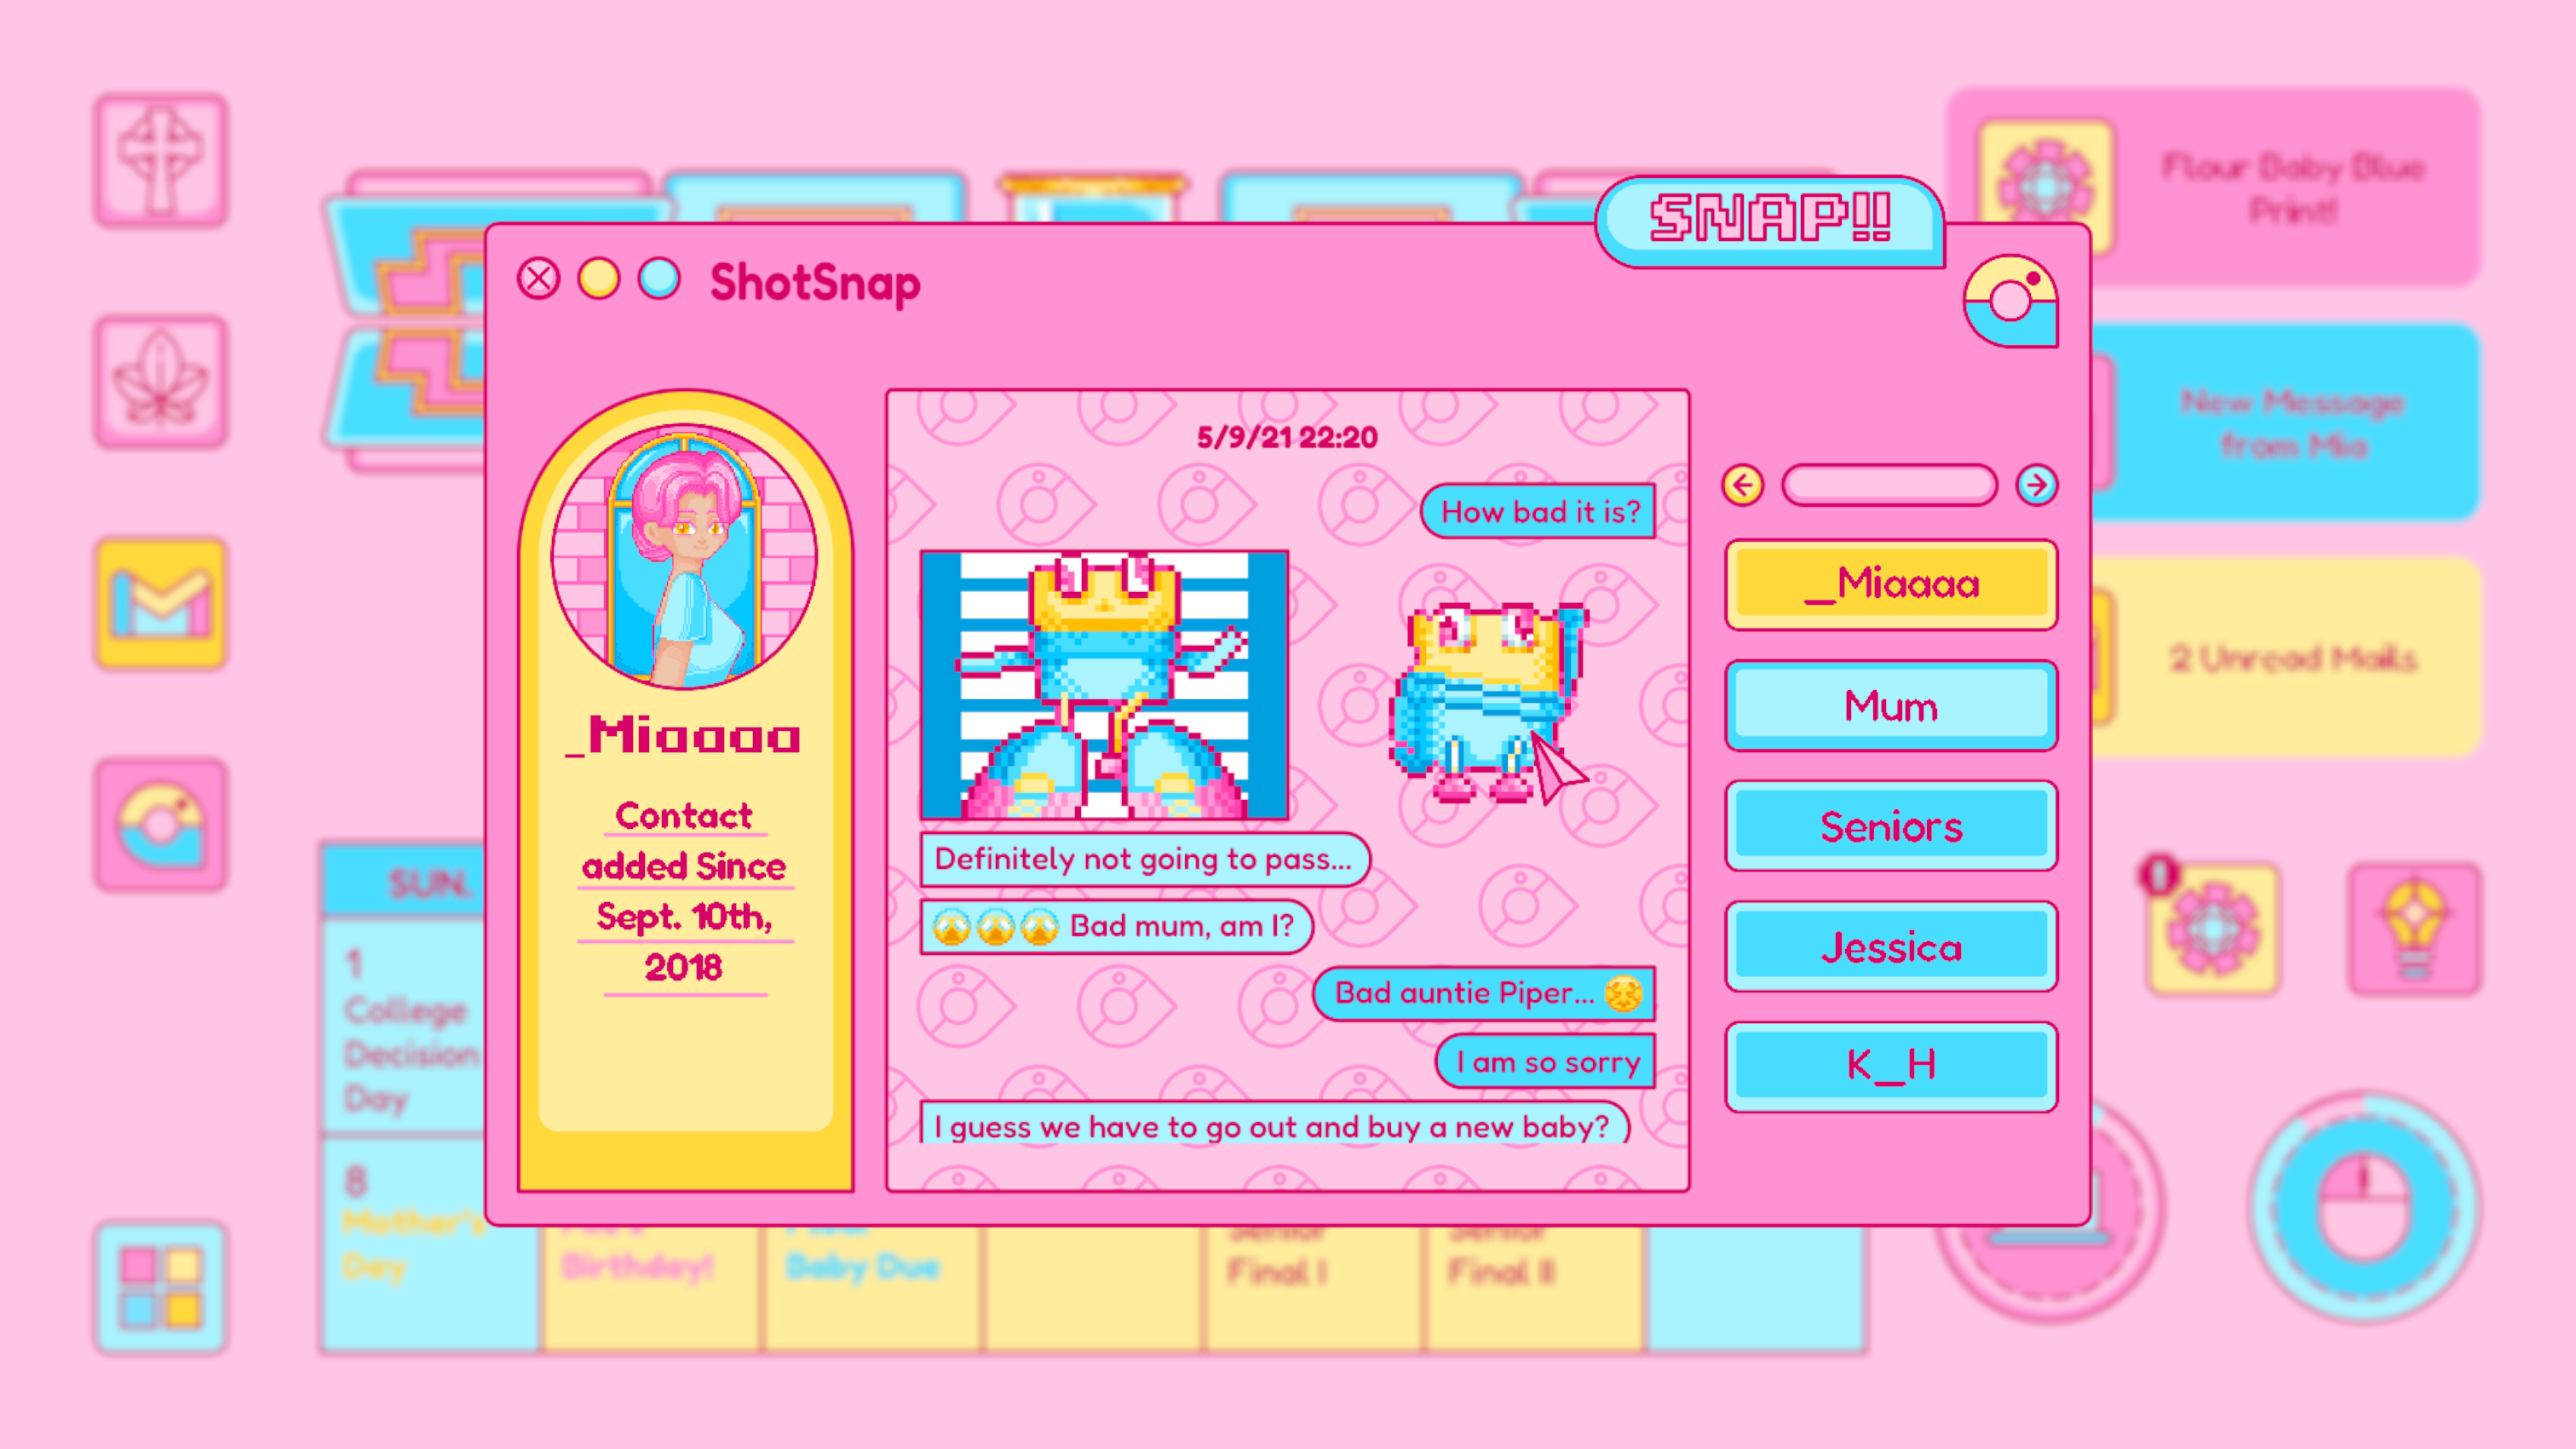 Flour Baby Blue
Print!
SNAP!!
ShotSnap
New Message
from Mia
5/9/21 22:20
How bad it is?
_Miaaaa
Contact
added Since
Sept. 10th,
2018
Definitely not going to pass...
Bad mum, am I?
Bad auntie Piper...
I am so sorry
I guess we have to go out and buy a new baby?
_Miaaaa
Mum
Seniors
Jessica
K_H
2 Unread Mails
SUN.
1
College
Decision
Day
8
Mother's
Day
Birthday!
Baby Due
Senior
Final I
Senior
Final II